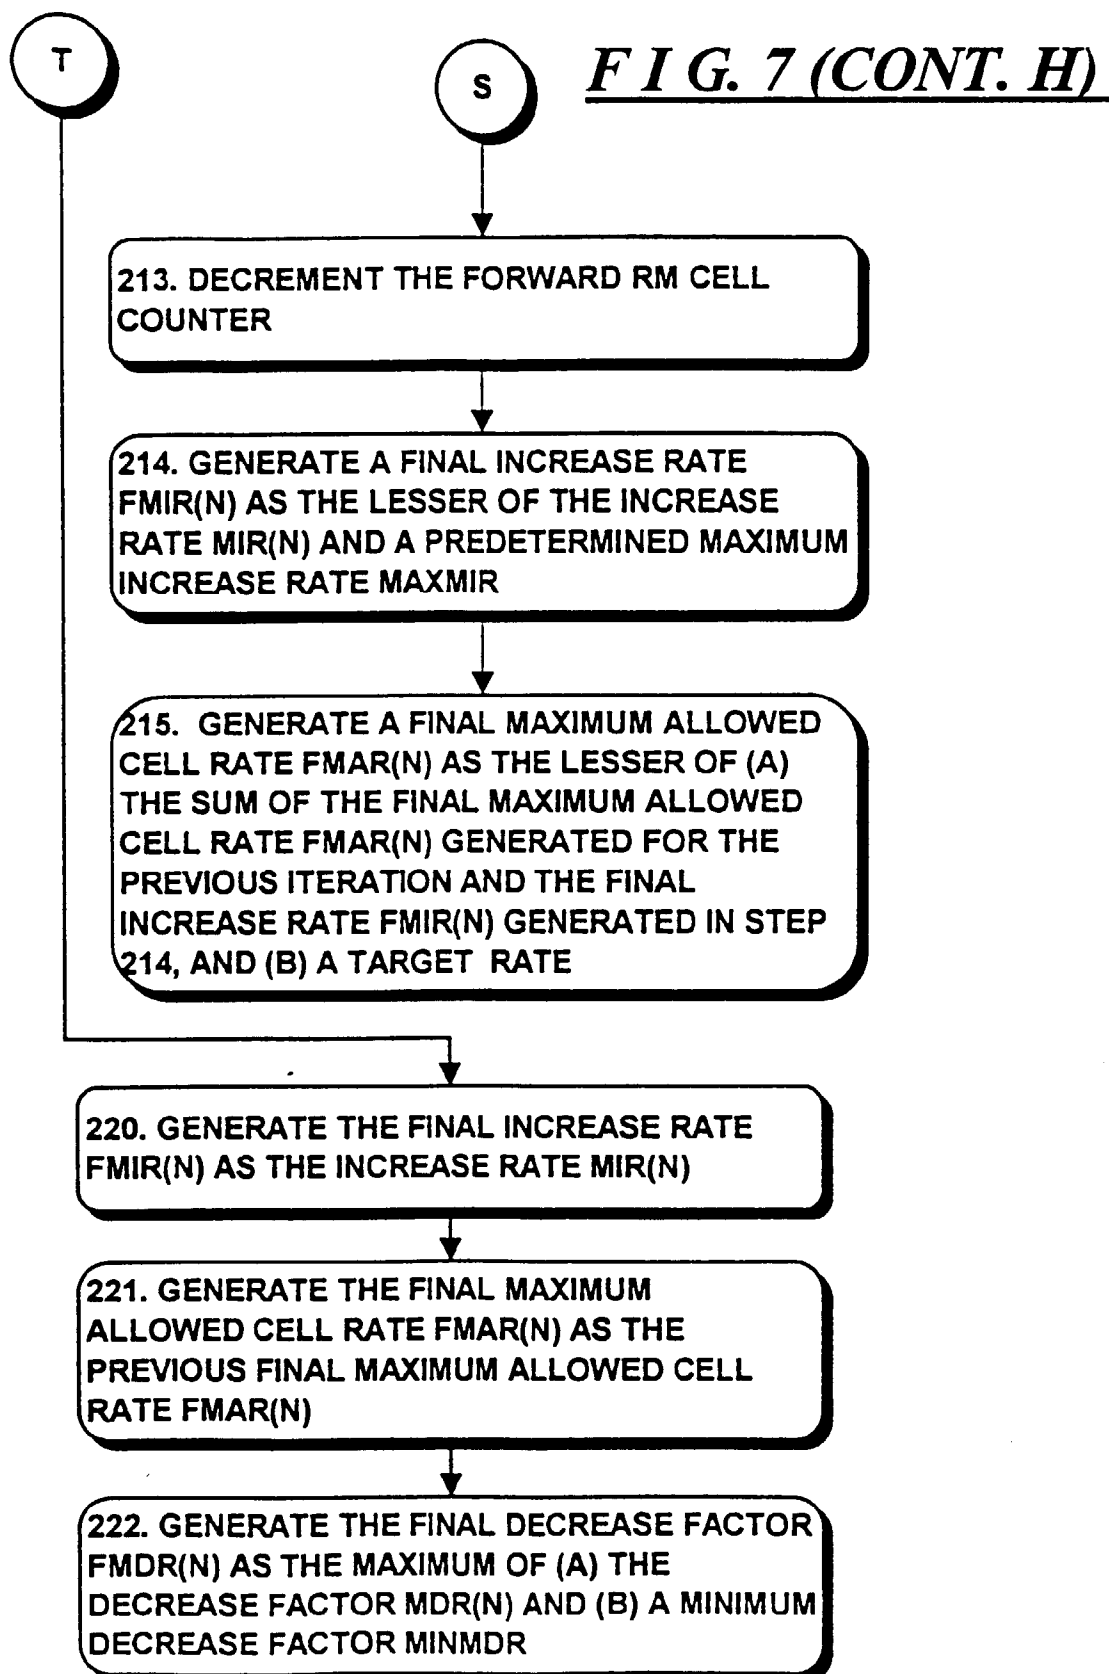 T
S
F I G. 7 (CONT. H)
213. DECREMENT THE FORWARD RM CELL
COUNTER
214. GENERATE A FINAL INCREASE RATE
FMIR(N) AS THE LESSER OF THE INCREASE
RATE MIR(N) AND A PREDETERMINED MAXIMUM
INCREASE RATE MAXMIR
215. GENERATE A FINAL MAXIMUM ALLOWED
CELL RATE FMAR(N) AS THE LESSER OF (A)
THE SUM OF THE FINAL MAXIMUM ALLOWED
CELL RATE FMAR(N) GENERATED FOR THE
PREVIOUS ITERATION AND THE FINAL
INCREASE RATE FMIR(N) GENERATED IN STEP
214, AND (B) A TARGET RATE
220. GENERATE THE FINAL INCREASE RATE
FMIR(N) AS THE INCREASE RATE MIR(N)
221. GENERATE THE FINAL MAXIMUM
ALLOWED CELL RATE FMAR(N) AS THE
PREVIOUS FINAL MAXIMUM ALLOWED CELL
RATE FMAR(N)
222. GENERATE THE FINAL DECREASE FACTOR
FMDR(N) AS THE MAXIMUM OF (A) THE
DECREASE FACTOR MDR(N) AND (B) A MINIMUM
DECREASE FACTOR MINMDR